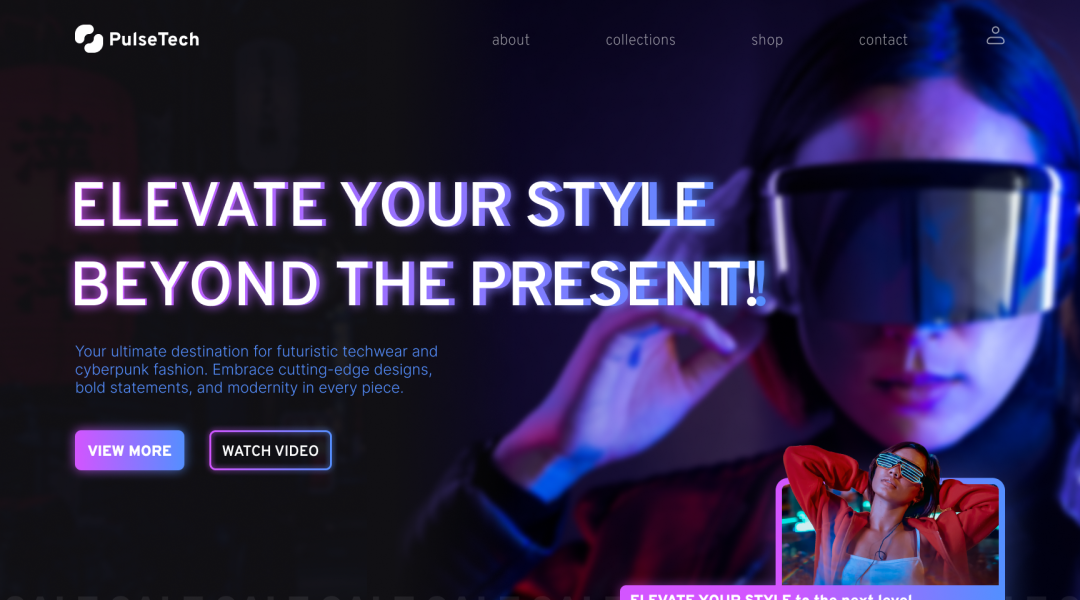 PulseTech
about
collections
shop
contact
ELEVATE YOUR STYLE
BEYOND THE PRESENT!
Your ultimate destination for futuristic techwear and
cyberpunk fashion. Embrace cutting-edge designs,
bold statements, and modernity in every piece.
VIEW MORE
WATCH VIDEO
ELEVATE YOUR STYLE to the next level